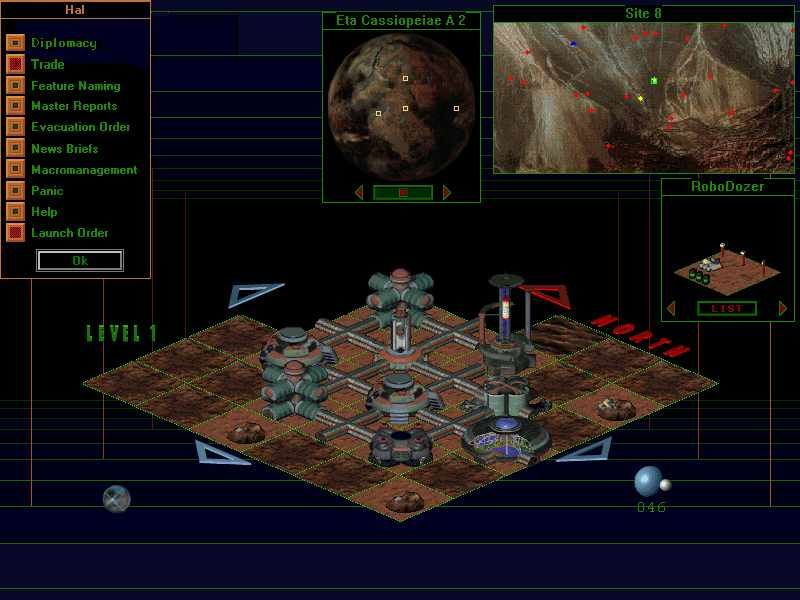 Hal
Diplomacy
Trade
Feature Naming
Master Reports
Evacuation Order
News Briefs
Macromanagement
Panic
Help
Launch Order
Ok
Eta Cassiopeiae A 2
Site 8
RoboDozer
LIST
LEVEL 1
NORTH
046